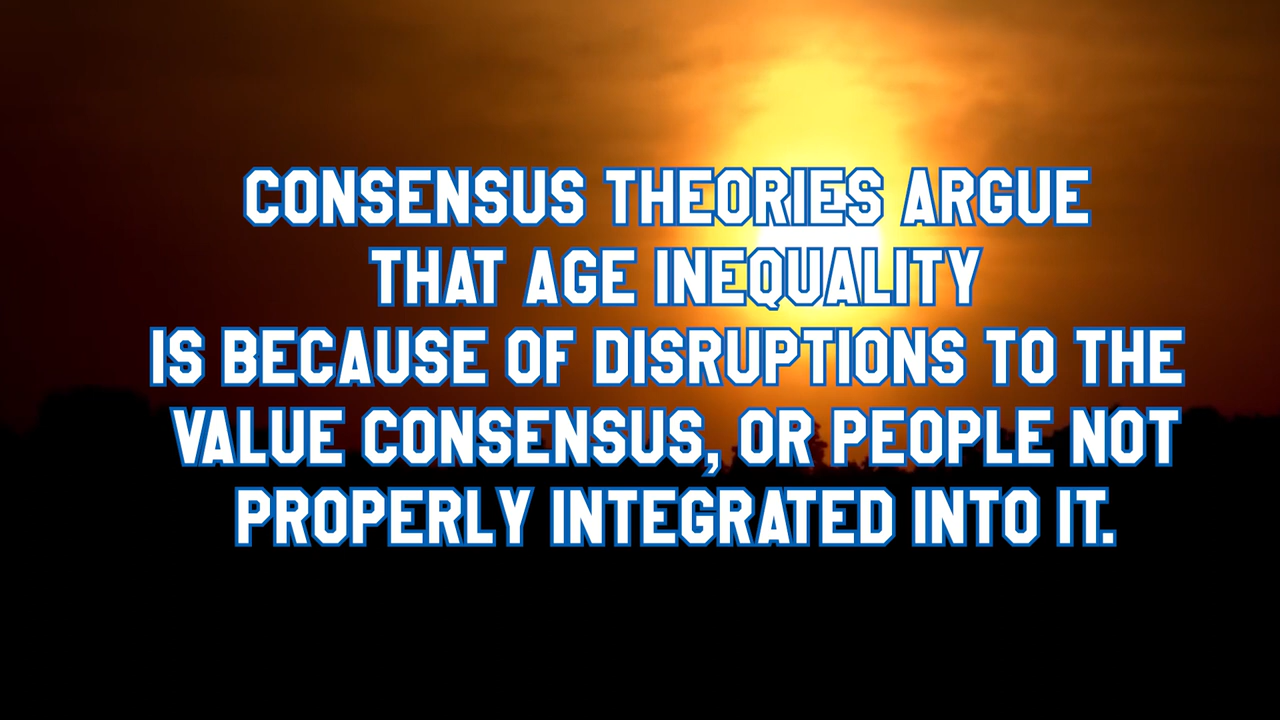 CONSENSUS THEORIES ARGUE
THAT AGE INEQUALITY
IS BECAUSE OF DISRUPTIONS TO THE
VALUE CONSENSUS, OR PEOPLE NOT
PROPERLY INTEGRATED INTO IT.